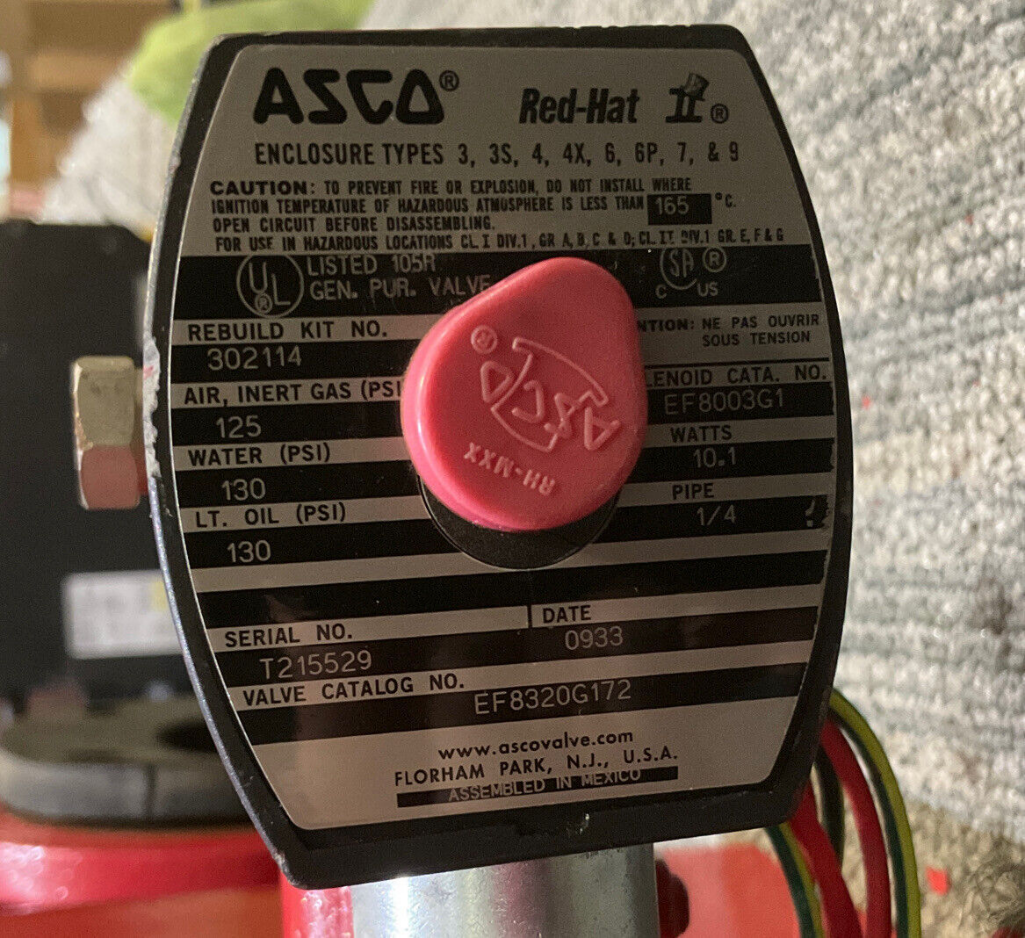 ASCO® Red-Hat II®
ENCLOSURE TYPES 3, 3S, 4, 4X, 6, 6P, 7, & 9
CAUTION: TO PREVENT FIRE OR EXPLOSION, DO NOT INSTALL WHERE
IGNITION TEMPERATURE OF HAZARDOUS ATMOSPHERE IS LESS THAN 165 °C.
OPEN CIRCUIT BEFORE DISASSEMBLING.
FOR USE IN HAZARDOUS LOCATIONS CL. I DIV.1, GR A, B, C & D; CL. II DIV.1 GR. E, F & G
UL® LISTED 105R
GEN. PUR. VALVE
C SA US ®
REBUILD KIT NO.
302114
NTION: NE PAS OUVRIR
SOUS TENSION
AIR, INERT GAS (PSI
125
LENOID CATA. NO.
EF8003G1
WATER (PSI)
130
WATTS
10.1
LT. OIL (PSI)
130
PIPE
1/4
ASCO ®
RH-MXX
SERIAL NO.
T215529
DATE
0933
VALVE CATALOG NO.
EF8320G172
www.ascovalve.com
FLORHAM PARK, N.J., U.S.A.
ASSEMBLED IN MEXICO